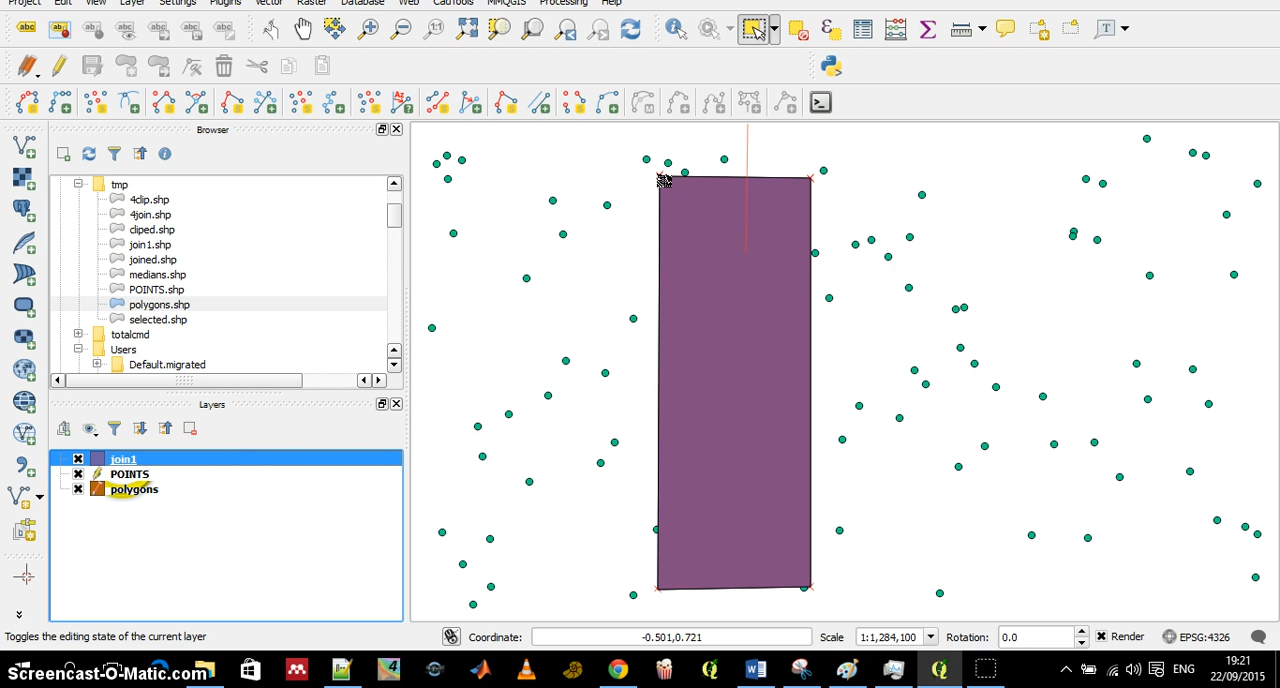 Project Edit View Layer Settings Plugins Vector Raster Database Web CadTools MMQGIS Processing Help
Browser
tmp
4clip.shp
4join.shp
cliped.shp
join1.shp
joined.shp
medians.shp
POINTS.shp
polygons.shp
selected.shp
totalcmd
Users
Default.migrated
Layers
join1
POINTS
polygons
Toggles the editing state of the current layer
Coordinate: -0.501,0.721 Scale 1:1,284,100 Rotation: 0.0 Render EPSG:4326
ENG
19:21
22/09/2015
Screencast-O-Matic.com